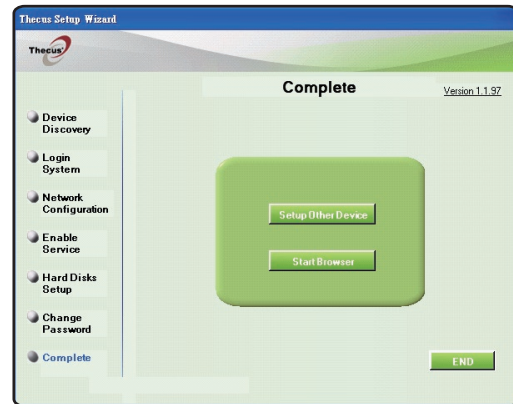 Thecus Setup Wizard
Thecus
Complete
Version 1.1.97
Device
Discovery
Login
System
Network
Configuration
Enable
Service
Hard Disks
Setup
Change
Password
Complete
Setup Other Device
Start Browser
END